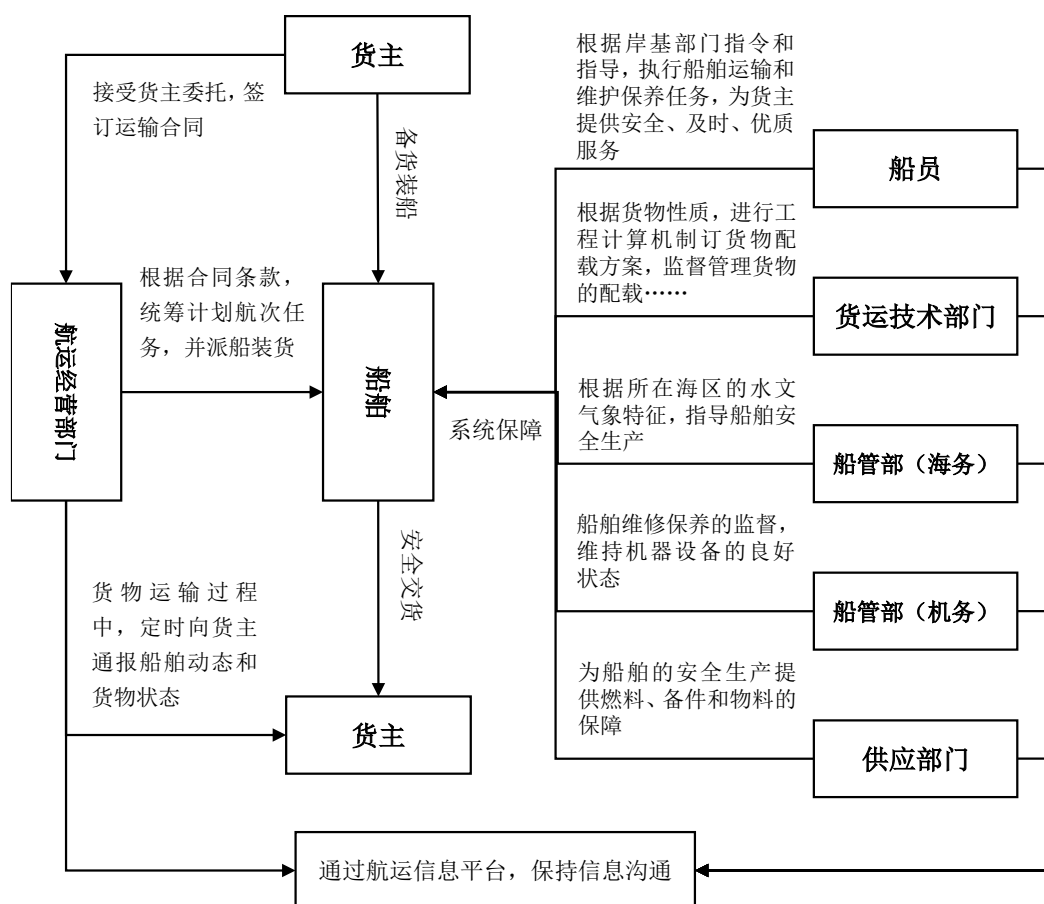 货主
接受货主委托，签
订运输合同
备货装船
根据合同条款，
统筹计划航次任
务，并派船装货
航运经营部门
船舶
系统保障
安全交货
货物运输过程
中，定时向货主
通报船舶动态和
货物状态
货主
根据岸基部门指令和
指导，执行船舶运输和
维护保养任务，为货主
提供安全、及时、优质
服务
船员
根据货物性质，进行工
程计算机制订货物配
载方案，监督管理货物
的配载……
货运技术部门
根据所在海区的水文
气象特征，指导船舶安
全生产
船管部（海务）
船舶维修保养的监督，
维持机器设备的良好
状态
船管部（机务）
为船舶的安全生产提
供燃料、备件和物料的
保障
供应部门
通过航运信息平台，保持信息沟通